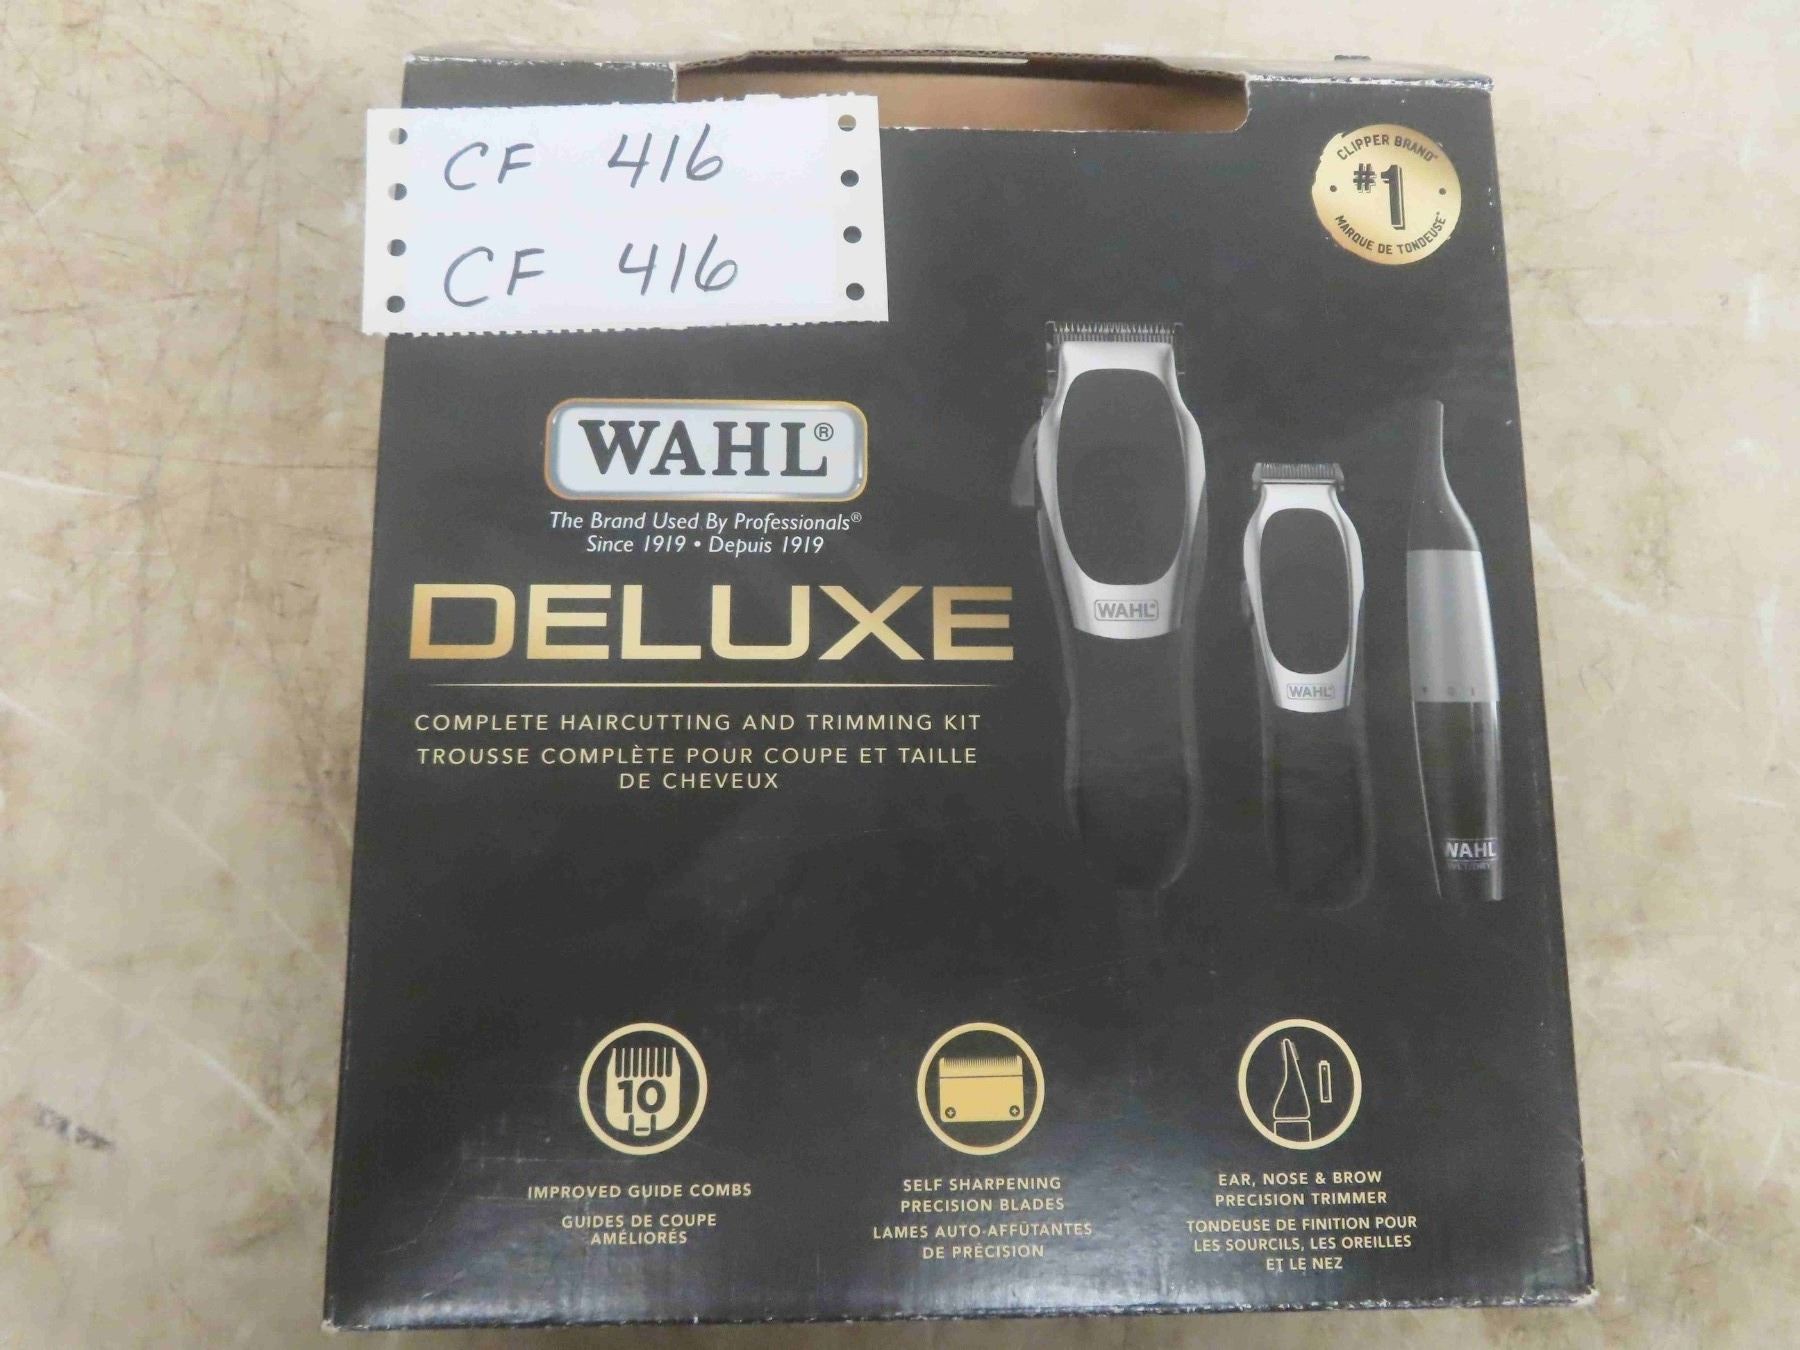 CF 416
CF 416
CLIPPER BRAND™
#1
MARQUE DE TONDEUSE*
WAHL®
The Brand Used By Professionals®
Since 1919 • Depuis 1919
DELUXE
COMPLETE HAIRCUTTING AND TRIMMING KIT
TROUSSE COMPLÈTE POUR COUPE ET TAILLE
DE CHEVEUX
WAHL
WAHL
WAHL
WET/DRY
10
IMPROVED GUIDE COMBS
GUIDES DE COUPE
AMÉLIORÉS
SELF SHARPENING
PRECISION BLADES
LAMES AUTO-AFFÛTANTES
DE PRÉCISION
EAR, NOSE & BROW
PRECISION TRIMMER
TONDEUSE DE FINITION POUR
LES SOURCILS, LES OREILLES
ET LE NEZ